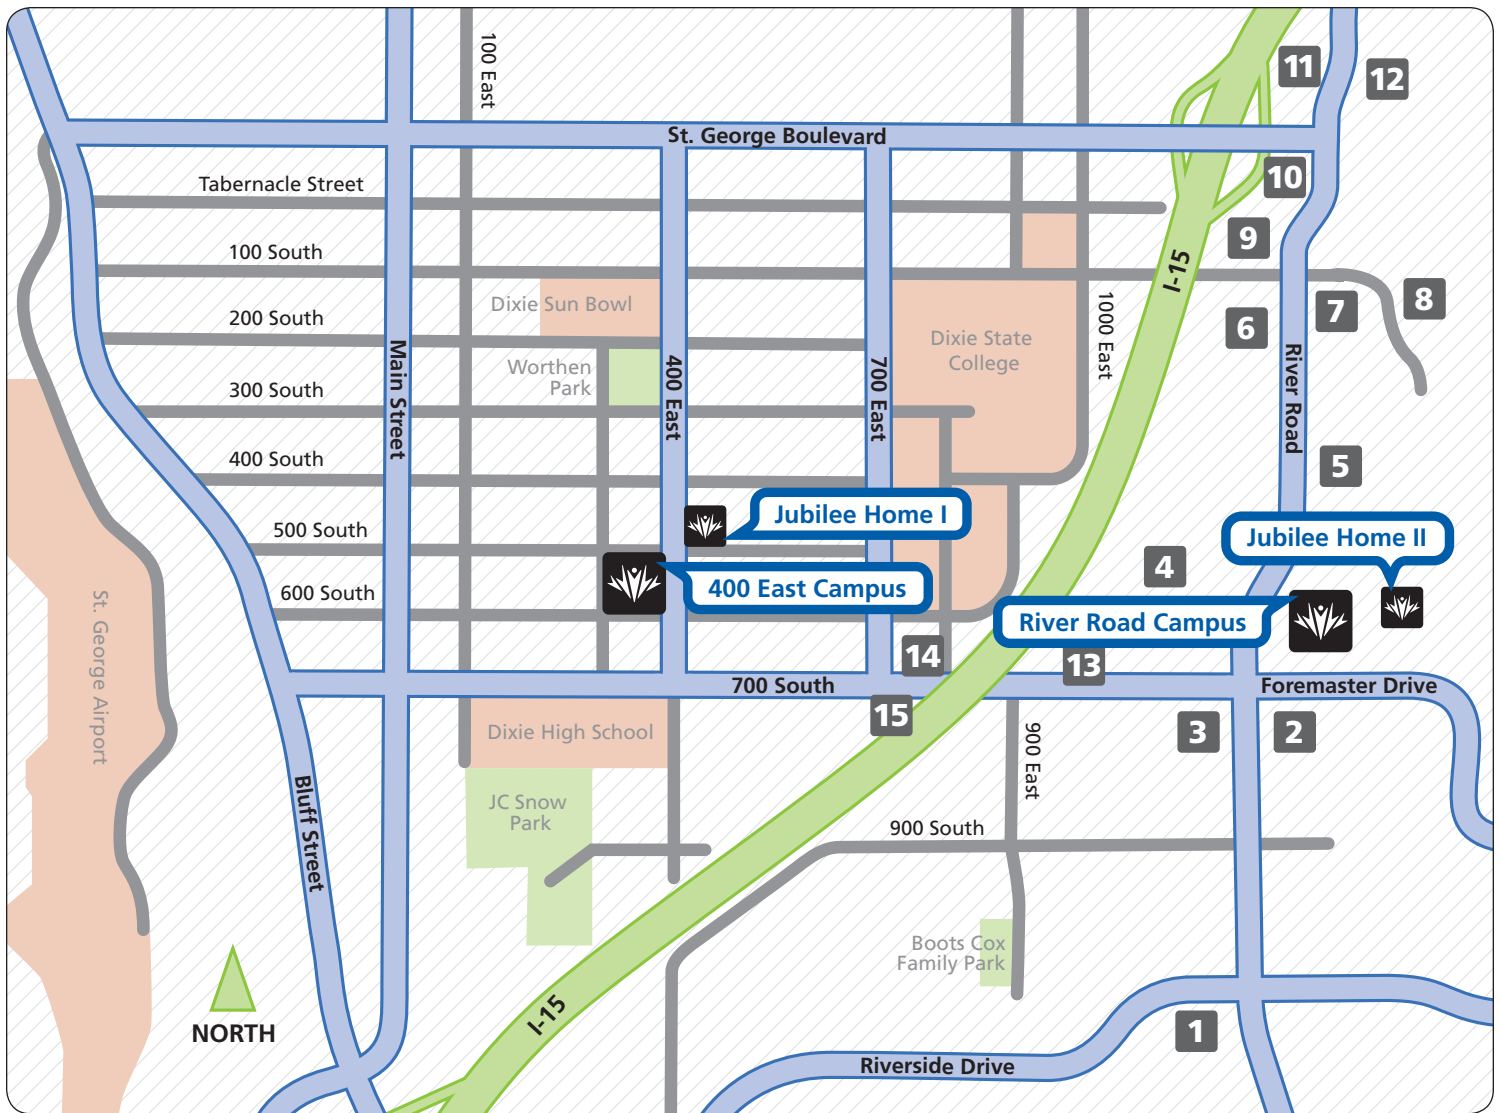 100 East
11
12
St. George Boulevard
Tabernacle Street
10
100 South
9
I-15
Dixie Sun Bowl
200 South
1000 East
8
7
6
Dixie State
College
Main Street
Worthen
Park
400 East
700 East
River Road
300 South
400 South
5
Jubilee Home I
500 South
Jubilee Home II
4
400 East Campus
600 South
River Road Campus
St. George Airport
14
13
700 South
Foremaster Drive
15
Dixie High School
3
2
900 East
JC Snow
Park
Bluff Street
900 South
Boots Cox
Family Park
I-15
NORTH
1
Riverside Drive